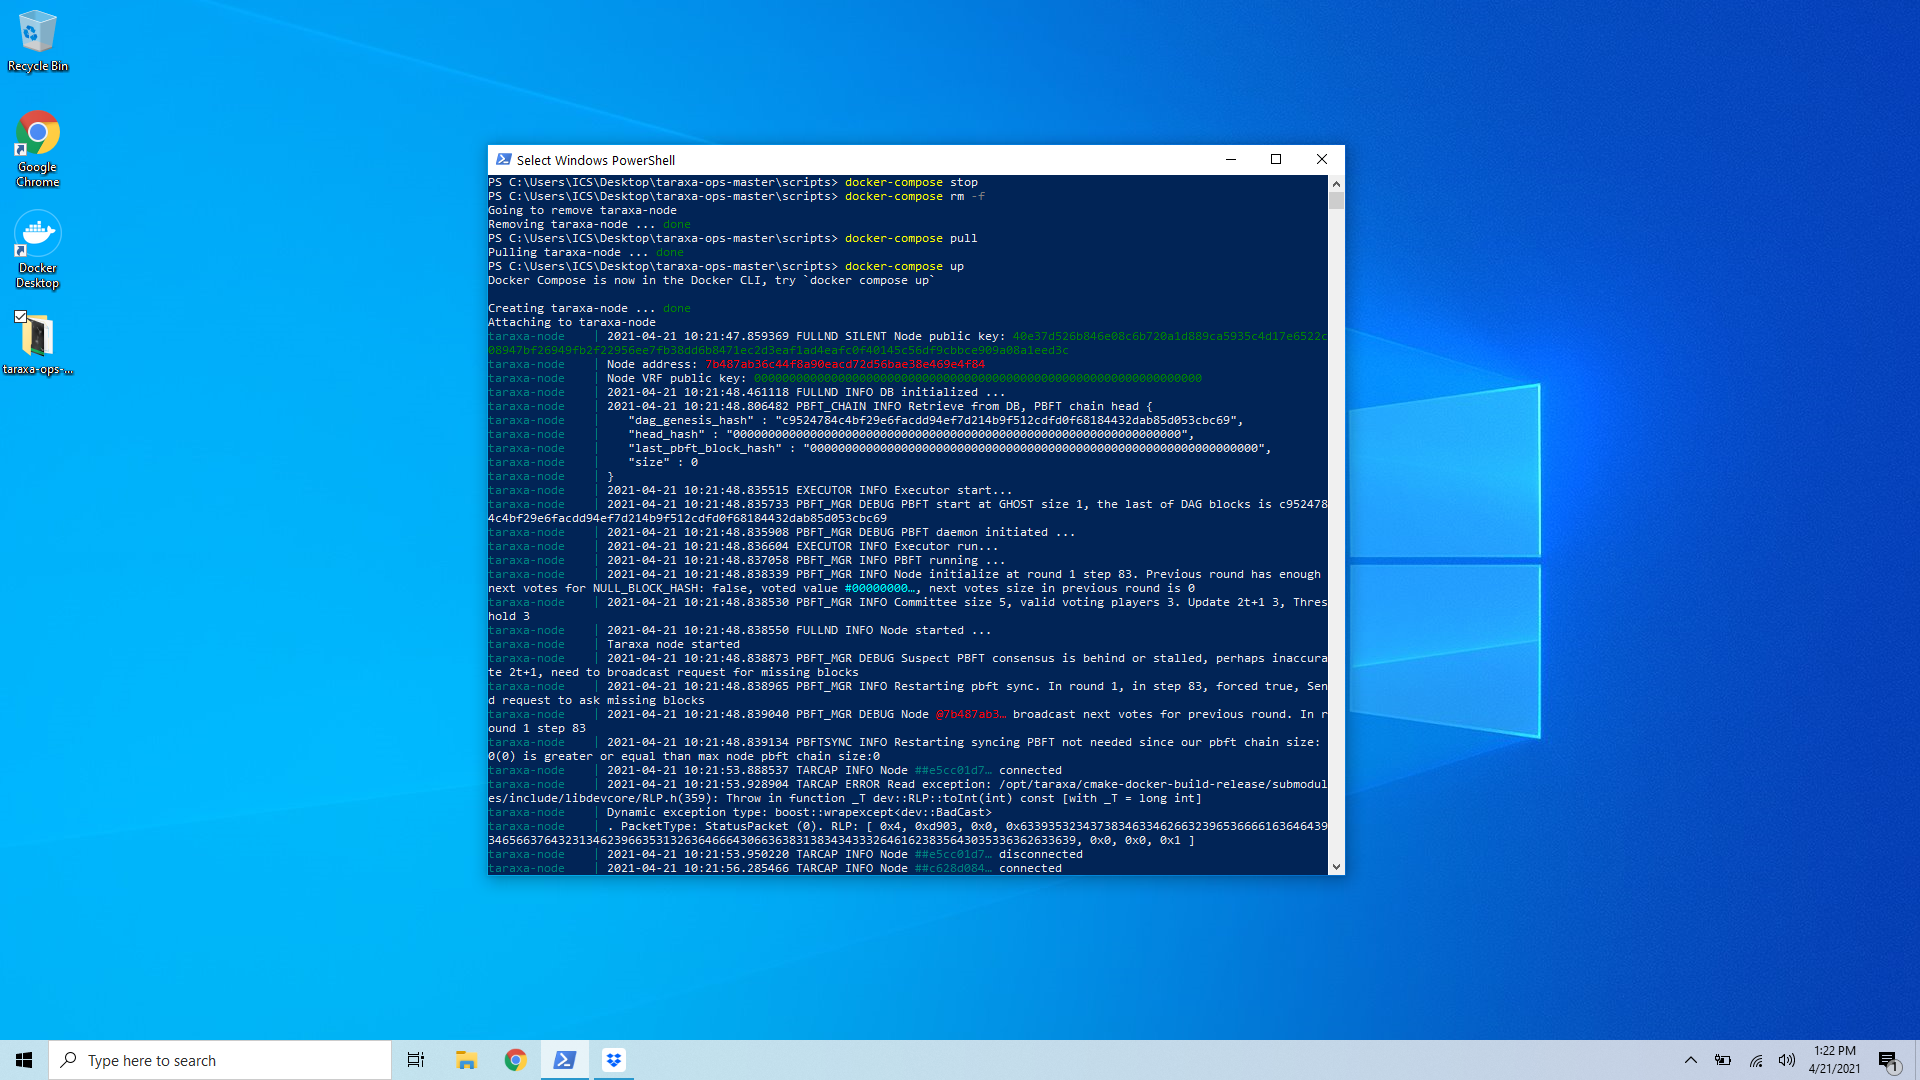 Recycle Bin
Google
Chrome
Docker
Desktop
taraxa-ops-...
Select Windows PowerShell
PS C:\Users\ICS\Desktop\taraxa-ops-master\scripts> docker-compose stop
PS C:\Users\ICS\Desktop\taraxa-ops-master\scripts> docker-compose rm -f
Going to remove taraxa-node
Removing taraxa-node ... done
PS C:\Users\ICS\Desktop\taraxa-ops-master\scripts> docker-compose pull
Pulling taraxa-node ... done
PS C:\Users\ICS\Desktop\taraxa-ops-master\scripts> docker-compose up
Docker Compose is now in the Docker CLI, try `docker compose up`
Creating taraxa-node ... done
Attaching to taraxa-node
taraxa-node | 2021-04-21 10:21:47.859369 FULLND SILENT Node public key: 40e37d526b846e08c6b720a1d889ca5935c4d17e6522c
08947bf26949fb2f22956ee7fb38dd6b8471ec2d3eaf1ad4eafc0f40145c56df9cbbce909a08a1eed3c
taraxa-node | Node address: 7b487ab36c44f8a90eacd72d56bae38e469e4f84
taraxa-node | Node VRF public key: 0000000000000000000000000000000000000000000000000000000000000000
taraxa-node | 2021-04-21 10:21:48.461118 FULLND INFO DB initialized ...
taraxa-node | 2021-04-21 10:21:48.806482 PBFT_CHAIN INFO Retrieve from DB, PBFT chain head {
taraxa-node | "dag_genesis_hash" : "c9524784c4bf29e6facdd94ef7d214b9f512cdfd0f68184432dab85d053cbc69",
taraxa-node | "head_hash" : "0000000000000000000000000000000000000000000000000000000000000000",
taraxa-node | "last_pbft_block_hash" : "0000000000000000000000000000000000000000000000000000000000000000",
taraxa-node | "size" : 0
taraxa-node | }
taraxa-node | 2021-04-21 10:21:48.835515 EXECUTOR INFO Executor start...
taraxa-node | 2021-04-21 10:21:48.835733 PBFT_MGR DEBUG PBFT start at GHOST size 1, the last of DAG blocks is c952478
4c4bf29e6facdd94ef7d214b9f512cdfd0f68184432dab85d053cbc69
taraxa-node | 2021-04-21 10:21:48.835908 PBFT_MGR DEBUG PBFT daemon initiated ...
taraxa-node | 2021-04-21 10:21:48.836604 EXECUTOR INFO Executor run...
taraxa-node | 2021-04-21 10:21:48.837058 PBFT_MGR INFO PBFT running ...
taraxa-node | 2021-04-21 10:21:48.838339 PBFT_MGR INFO Node initialize at round 1 step 83. Previous round has enough
next votes for NULL_BLOCK_HASH: false, voted value #00000000…, next votes size in previous round is 0
taraxa-node | 2021-04-21 10:21:48.838530 PBFT_MGR INFO Committee size 5, valid voting players 3. Update 2t+1 3, Thres
hold 3
taraxa-node | 2021-04-21 10:21:48.838550 FULLND INFO Node started ...
taraxa-node | Taraxa node started
taraxa-node | 2021-04-21 10:21:48.838873 PBFT_MGR DEBUG Suspect PBFT consensus is behind or stalled, perhaps inaccura
te 2t+1, need to broadcast request for missing blocks
taraxa-node | 2021-04-21 10:21:48.838965 PBFT_MGR INFO Restarting pbft sync. In round 1, in step 83, forced true, Sen
d request to ask missing blocks
taraxa-node | 2021-04-21 10:21:48.839040 PBFT_MGR DEBUG Node @7b487ab3… broadcast next votes for previous round. In r
ound 1 step 83
taraxa-node | 2021-04-21 10:21:48.839134 PBFTSYNC INFO Restarting syncing PBFT not needed since our pbft chain size:
0(0) is greater or equal than max node pbft chain size:0
taraxa-node | 2021-04-21 10:21:53.888537 TARCAP INFO Node ##e5cc01d7… connected
taraxa-node | 2021-04-21 10:21:53.928904 TARCAP ERROR Read exception: /opt/taraxa/cmake-docker-build-release/submodul
es/include/libdevcore/RLP.h(359): Throw in function _T dev::RLP::toInt(int) const [with _T = long int]
taraxa-node | Dynamic exception type: boost::wrapexcept<dev::BadCast>
taraxa-node | . PacketType: StatusPacket (0). RLP: [ 0x4, 0xd903, 0x0, 0x63393532343738346334626632396536666163646439
34656637643231346239663531326364666430663638313834343332646162383564303533636263 3639, 0x0, 0x0, 0x1 ]
taraxa-node | 2021-04-21 10:21:53.950220 TARCAP INFO Node ##e5cc01d7… disconnected
taraxa-node | 2021-04-21 10:21:56.285466 TARCAP INFO Node ##c628d084… connected
Type here to search
1:22 PM
4/21/2021
1